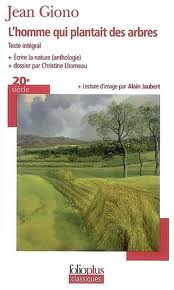 Jean Giono
L'homme qui plantait des arbres
Texte intégral
+ Écrire la nature (anthologie)
+ dossier par Christine Lhomeau
20e
siècle
+ Lecture d'image par Alain Jaubert
folioplus
classiques